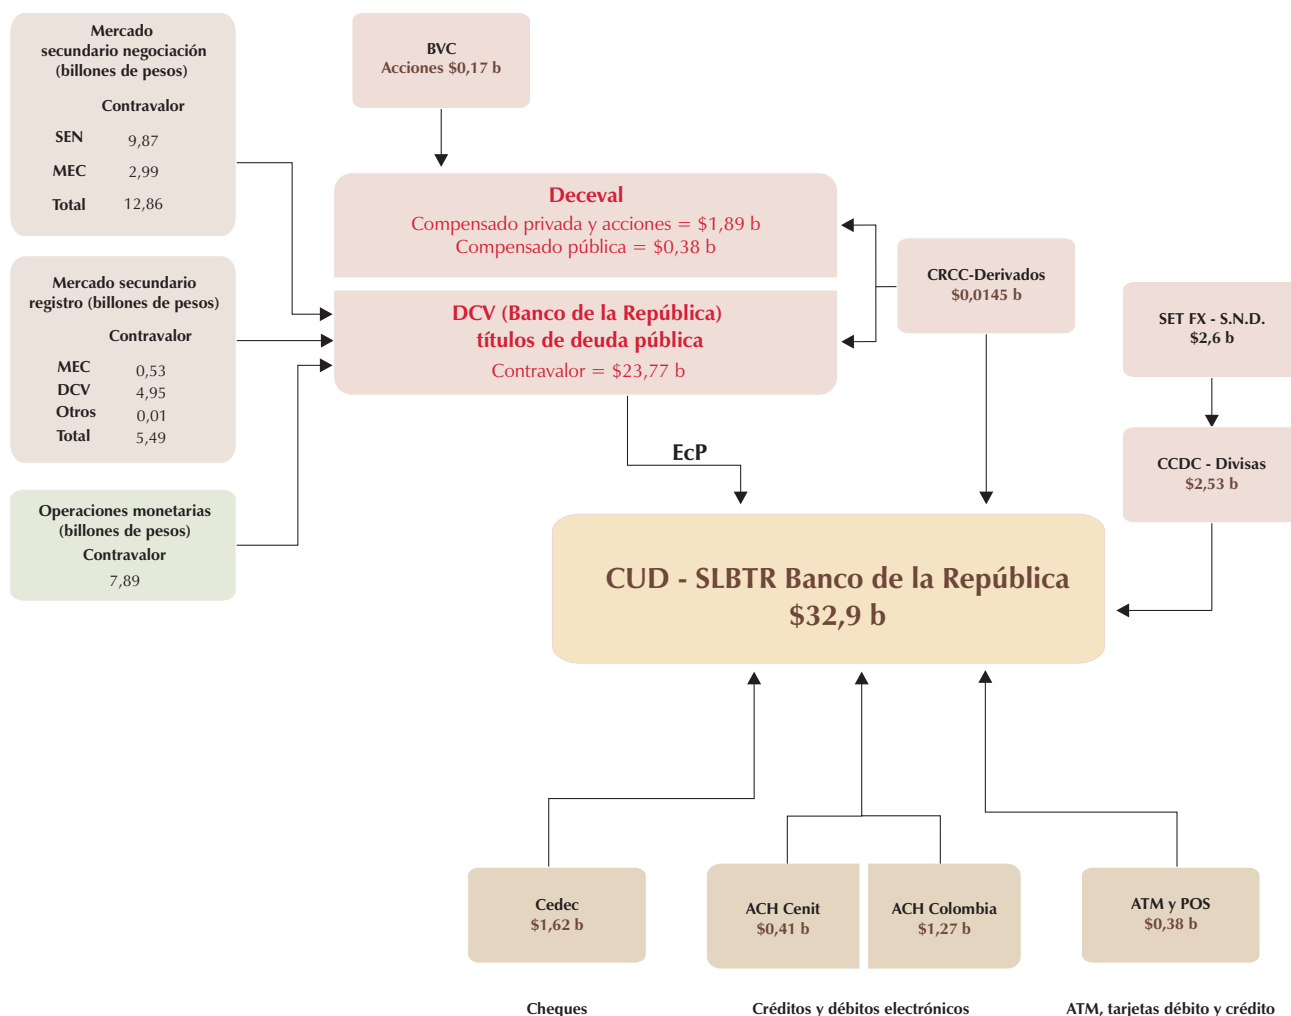 Mercado
secundario negociación
(billones de pesos)
Contravalor
SEN 9,87
MEC 2,99
Total 12,86
BVC
Acciones $0,17 b
Deceval
Compensado privada y acciones = $1,89 b
Compensado pública = $0,38 b
Mercado secundario
registro (billones de pesos)
Contravalor
MEC 0,53
DCV 4,95
Otros 0,01
Total 5,49
DCV (Banco de la República)
títulos de deuda pública
Contravalor = $23,77 b
CRCC-Derivados
$0,0145 b
SET FX - S.N.D.
$2,6 b
EcP
CCDC - Divisas
$2,53 b
Operaciones monetarias
(billones de pesos)
Contravalor
7,89
CUD - SLBTR Banco de la República
$32,9 b
Cedec
$1,62 b
ACH Cenit
$0,41 b
ACH Colombia
$1,27 b
ATM y POS
$0,38 b
Cheques
Créditos y débitos electrónicos
ATM, tarjetas débito y crédito